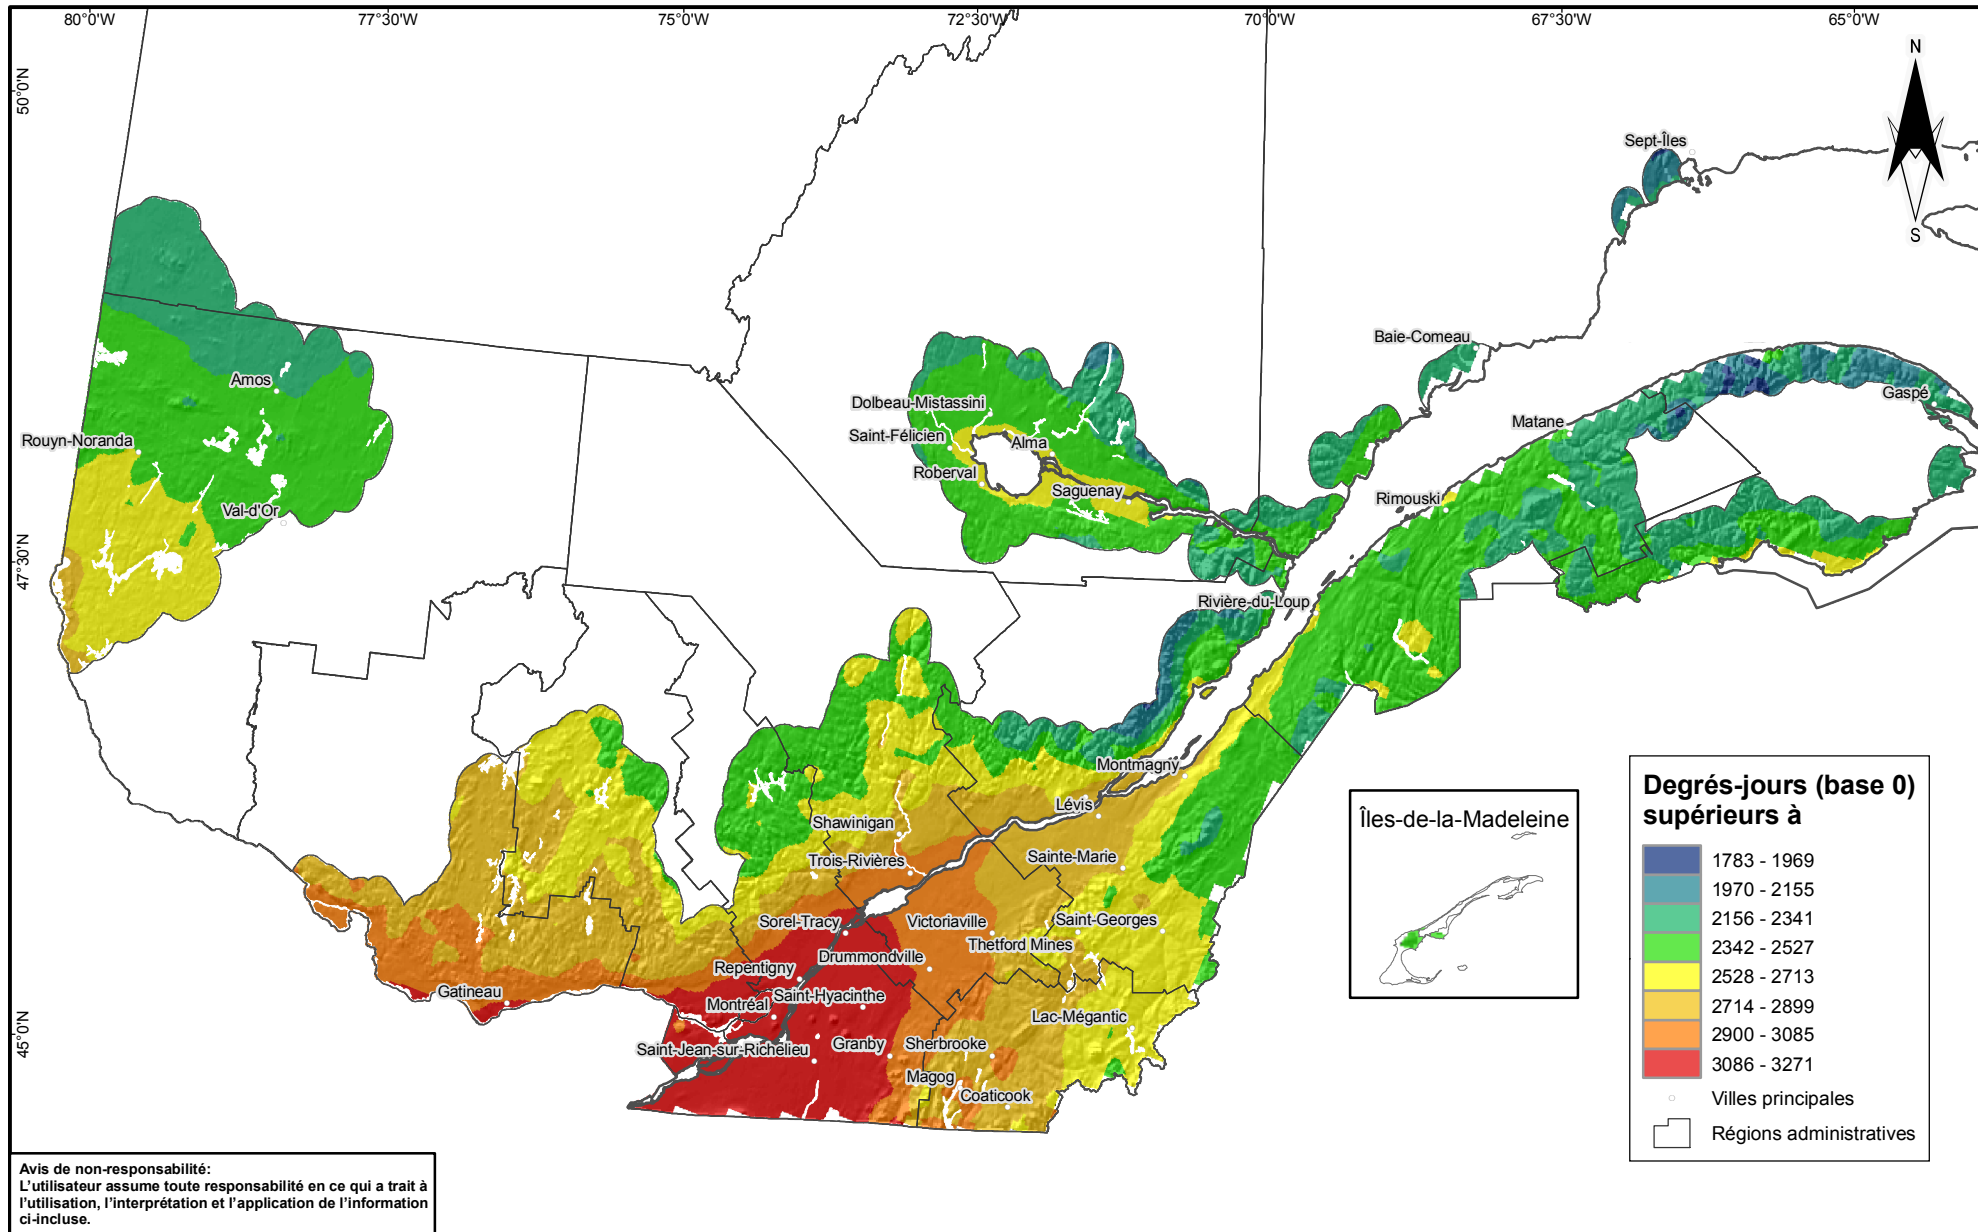 80°0'W
77°30'W
75°0'W
72°30'W
70°0'W
67°30'W
65°0'W
50°0'N
47°30'N
45°0'N
N
S
Sept-Îles
Baie-Comeau
Gaspé
Matane
Rimouski
Amos
Rouyn-Noranda
Val-d'Or
Dolbeau-Mistassini
Saint-Félicien
Alma
Roberval
Saguenay
Rivière-du-Loup
Montmagny
Lévis
Shawinigan
Trois-Rivières
Sainte-Marie
Sorel-Tracy
Victoriaville
Saint-Georges
Thetford Mines
Drummondville
Repentigny
Gatineau
Montréal
Saint-Hyacinthe
Lac-Mégantic
Saint-Jean-sur-Richelieu
Granby
Sherbrooke
Magog
Coaticook
Îles-de-la-Madeleine
Degrés-jours (base 0)
supérieurs à
1783 - 1969
1970 - 2155
2156 - 2341
2342 - 2527
2528 - 2713
2714 - 2899
2900 - 3085
3086 - 3271
Villes principales
Régions administratives
Avis de non-responsabilité:
L'utilisateur assume toute responsabilité en ce qui a trait à
l'utilisation, l'interprétation et l'application de l'information
ci-incluse.